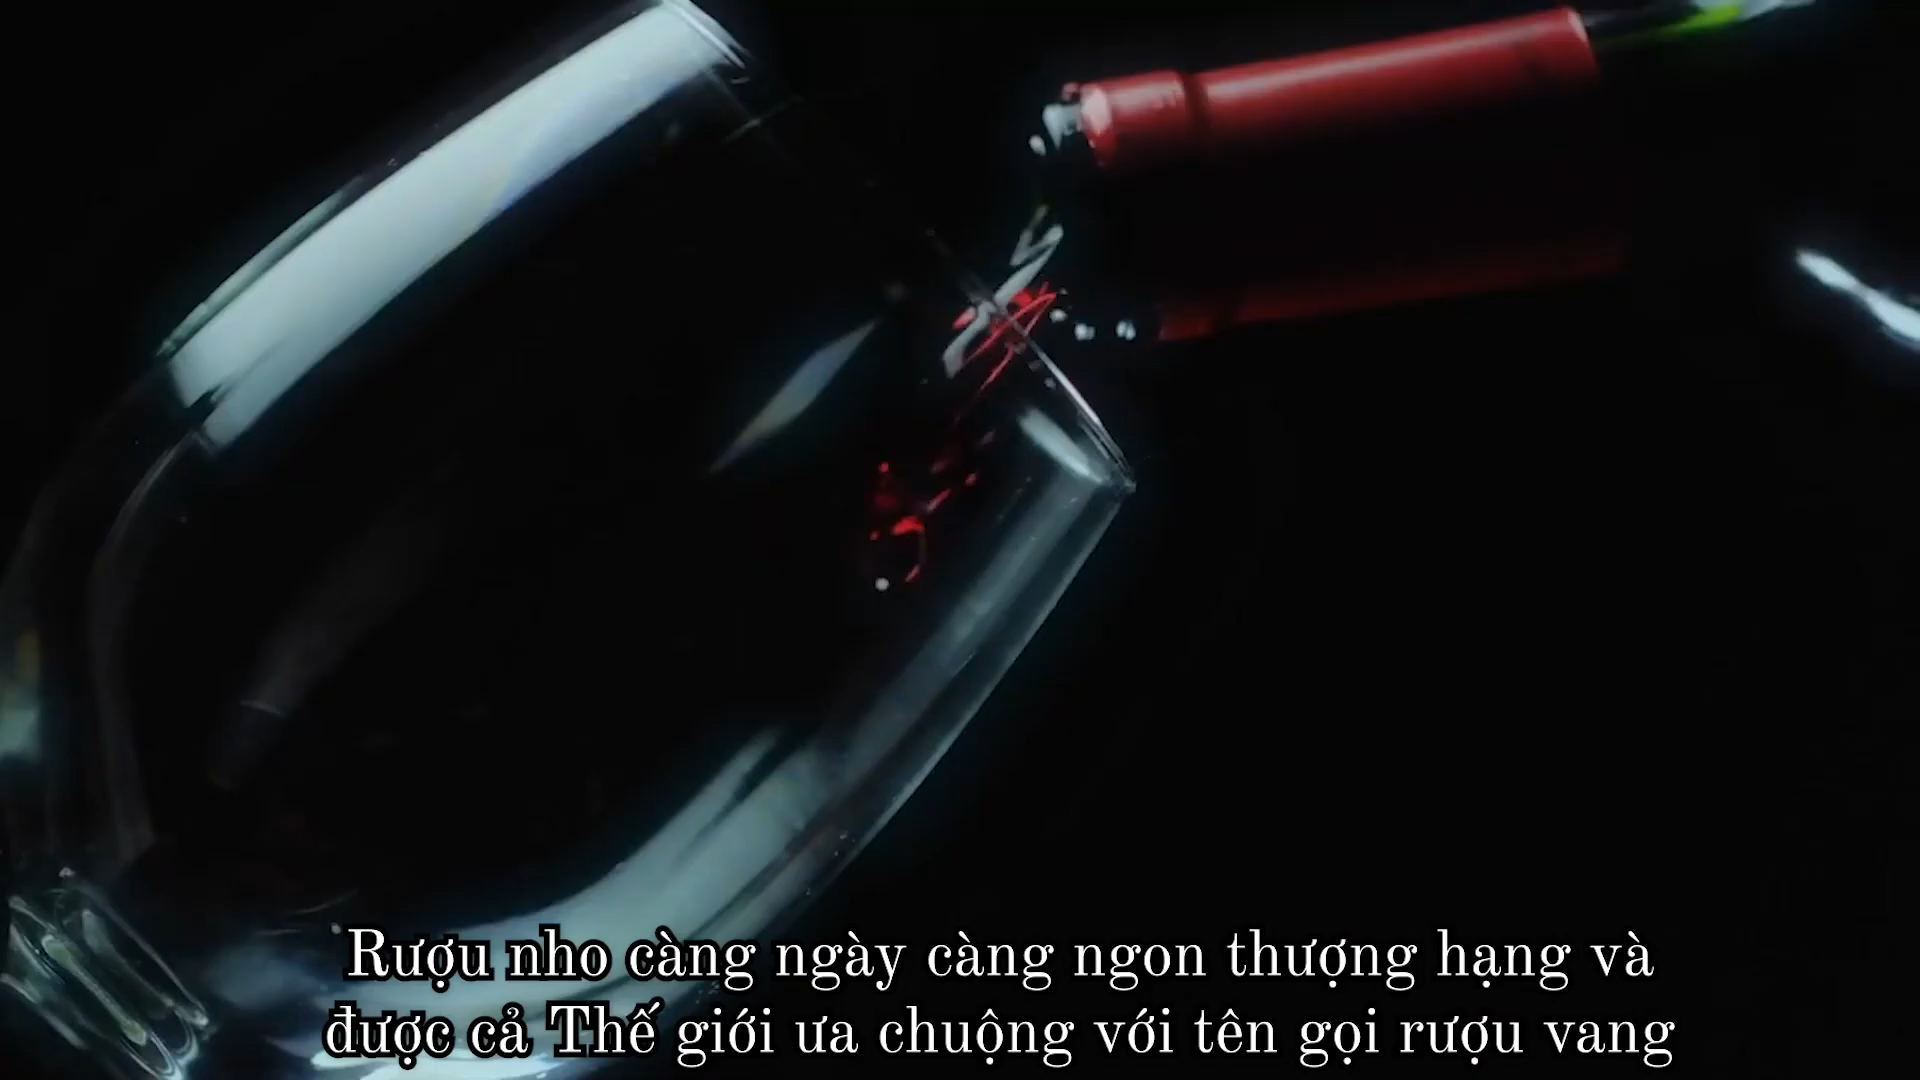 Rượu nho càng ngày càng ngon thượng hạng và
được cả Thế giới ưa chuộng với tên gọi rượu vang